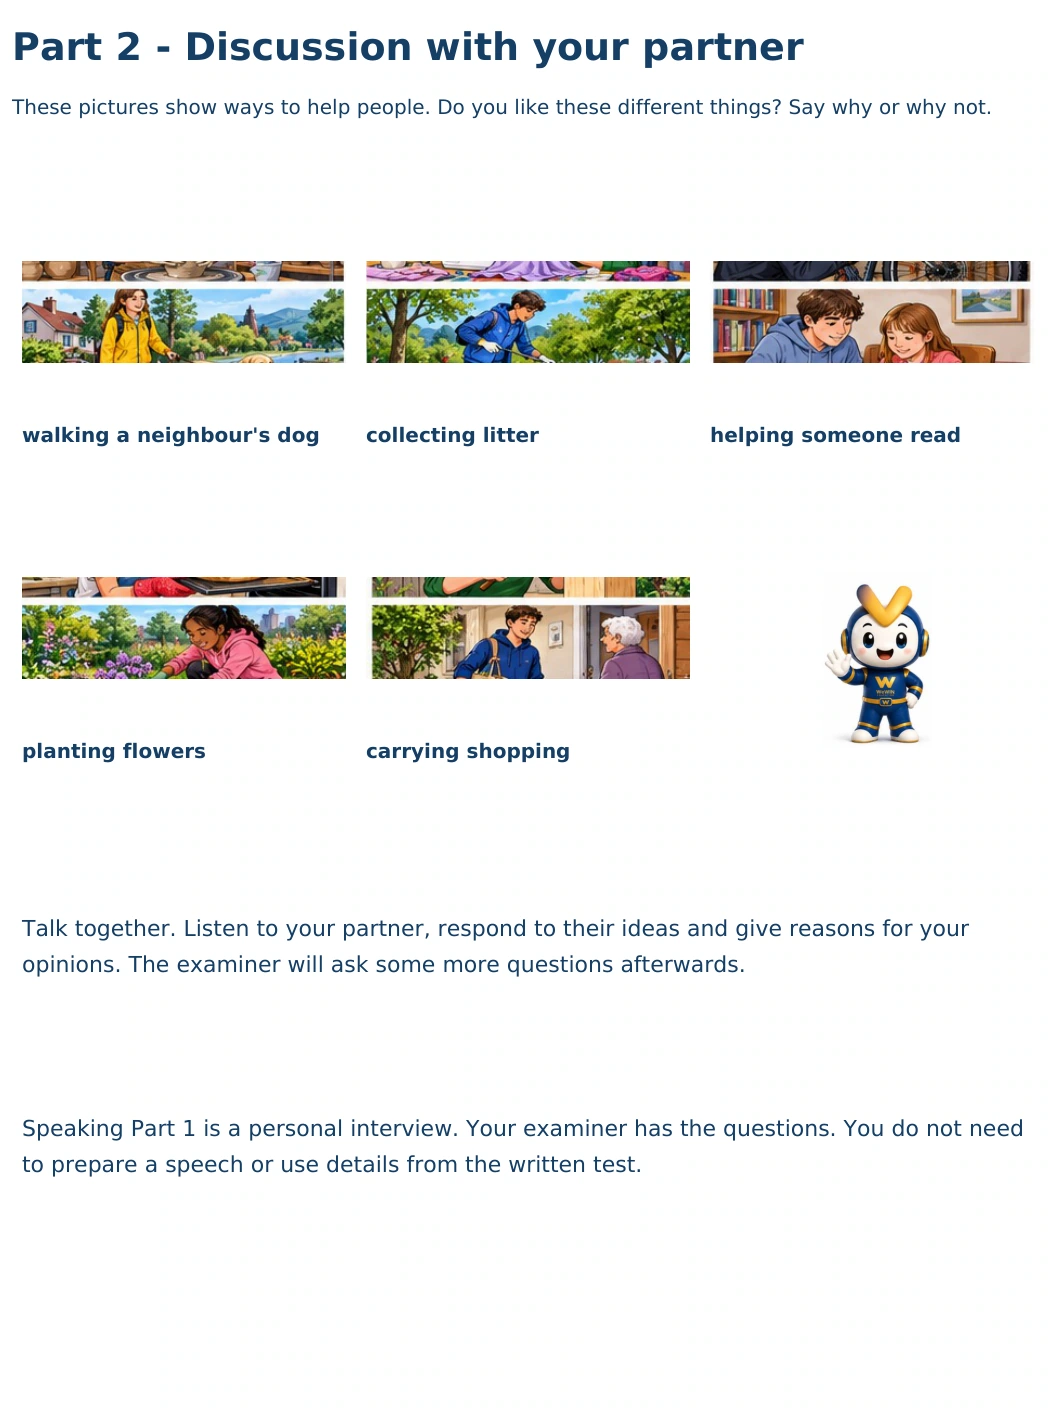 Part 2 - Discussion with your partner
These pictures show ways to help people. Do you like these different things? Say why or why not.
walking a neighbour's dog
collecting litter
helping someone read
planting flowers
carrying shopping
W
W
Talk together. Listen to your partner, respond to their ideas and give reasons for your
opinions. The examiner will ask some more questions afterwards.
Speaking Part 1 is a personal interview. Your examiner has the questions. You do not need
to prepare a speech or use details from the written test.